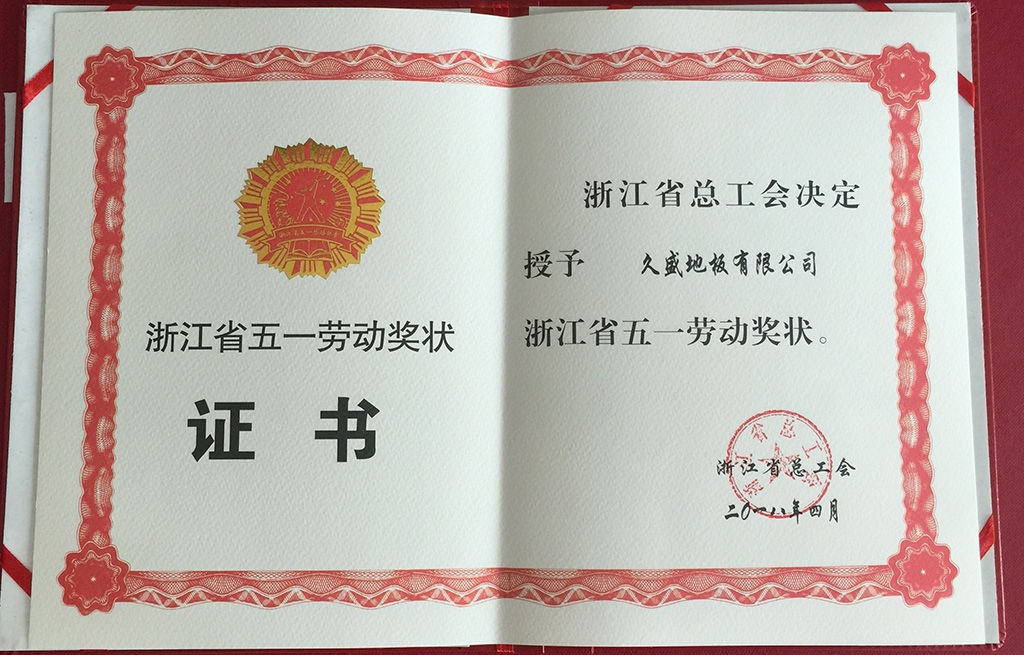 浙江省五一劳动奖状
证书
浙江省总工会决定
授予 久盛地板有限公司
浙江省五一劳动奖状。
浙江省总工会
二〇一八年四月